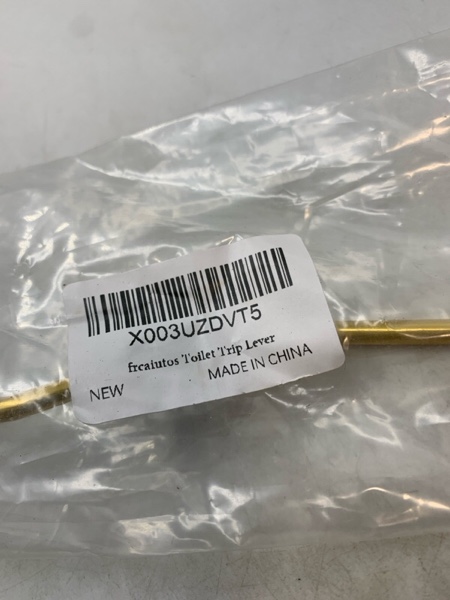 X003UZDVT5
frcaiutos Toilet Trip Lever
NEW
MADE IN CHINA